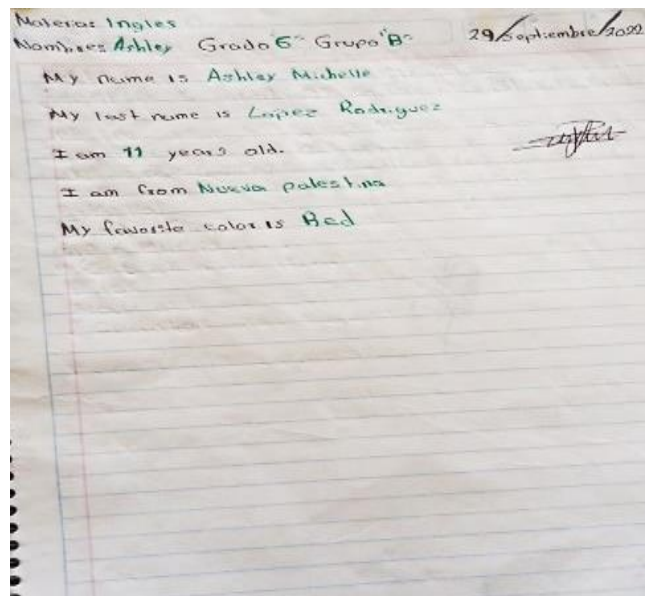 Materia: Ingles
Nombre: Ashley Grado 6° Grupo "B" 29/Septiembre/2022
My name is Ashley Michelle
My last name is Lopez Rodriguez
I am 11 years old.
I am from Nueva palestina
My favorite color is Red